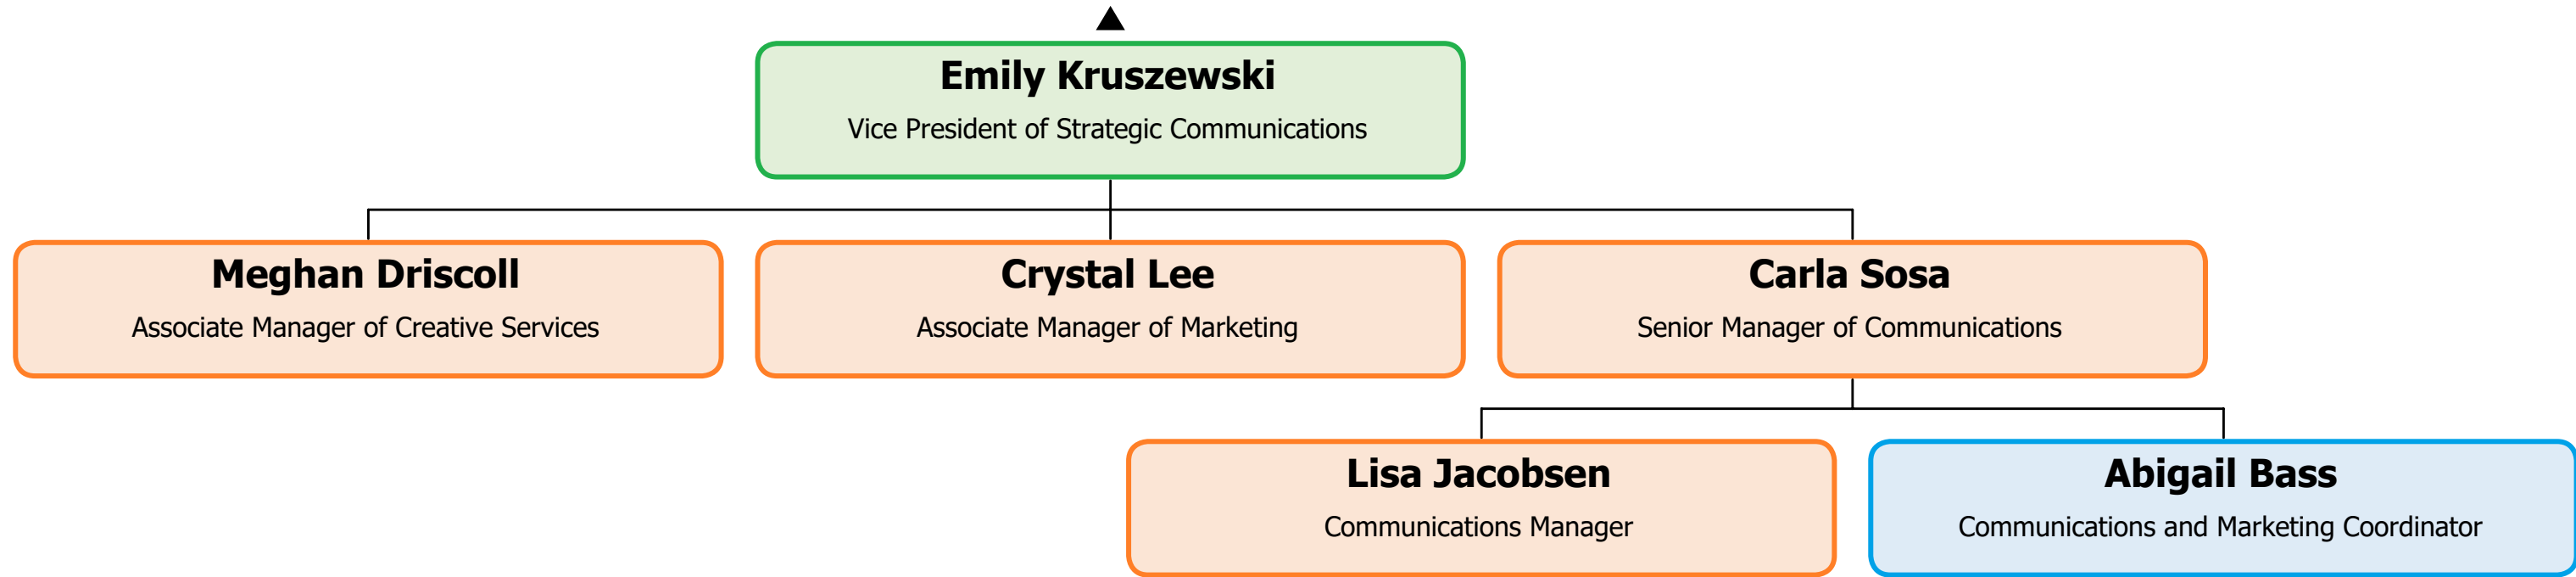 Emily Kruszewski
Vice President of Strategic Communications
Meghan Driscoll
Associate Manager of Creative Services
Crystal Lee
Associate Manager of Marketing
Carla Sosa
Senior Manager of Communications
Lisa Jacobsen
Communications Manager
Abigail Bass
Communications and Marketing Coordinator